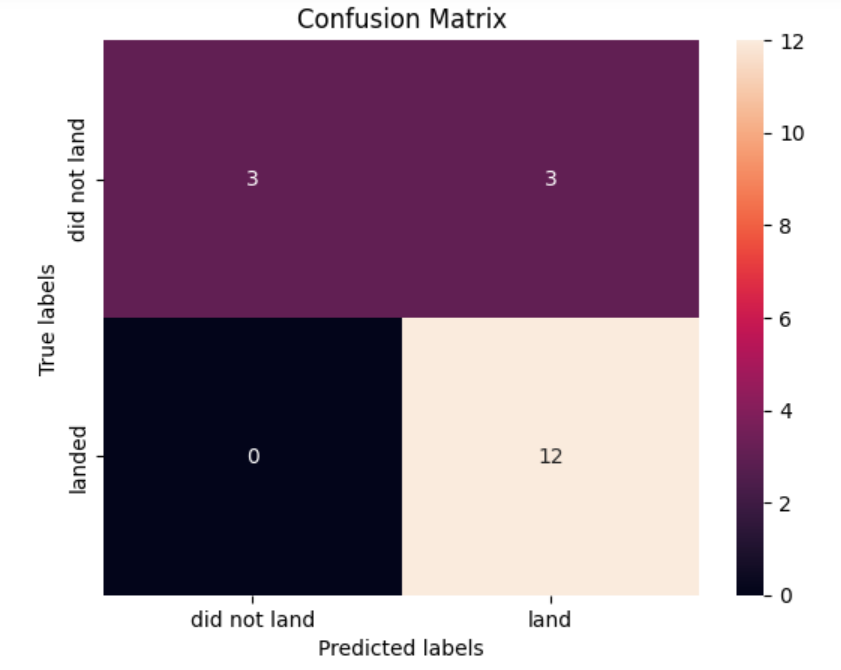 Confusion Matrix
True labels
did not land
landed
3
3
0
12
did not land
land
Predicted labels
12
10
8
6
4
2
0